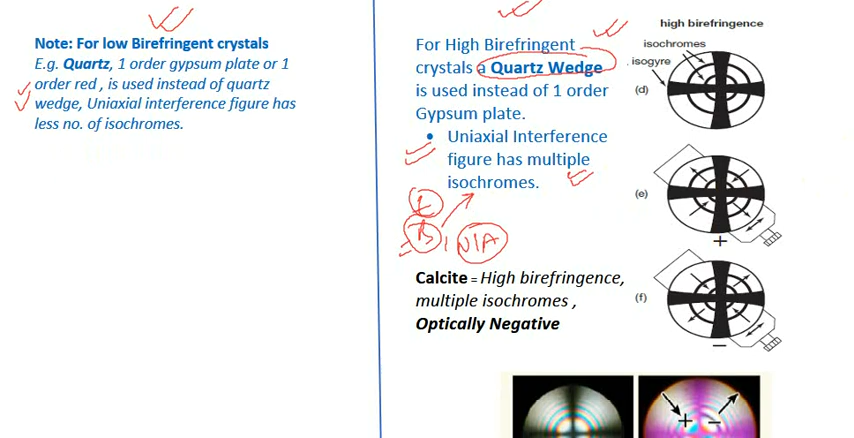 Note: For low Birefringent crystals
E.g. Quartz, 1 order gypsum plate or 1
order red , is used instead of quartz
wedge, Uniaxial interference figure has
less no. of isochromes.
For High Birefringent
crystals a Quartz Wedge
is used instead of 1 order
Gypsum plate.
• Uniaxial Interference
figure has multiple
isochromes.
B, N/A
Calcite = High birefringence,
multiple isochromes ,
Optically Negative
high birefringence
isochromes
isogyre
(d)
(e)
+
(f)
−
+ −